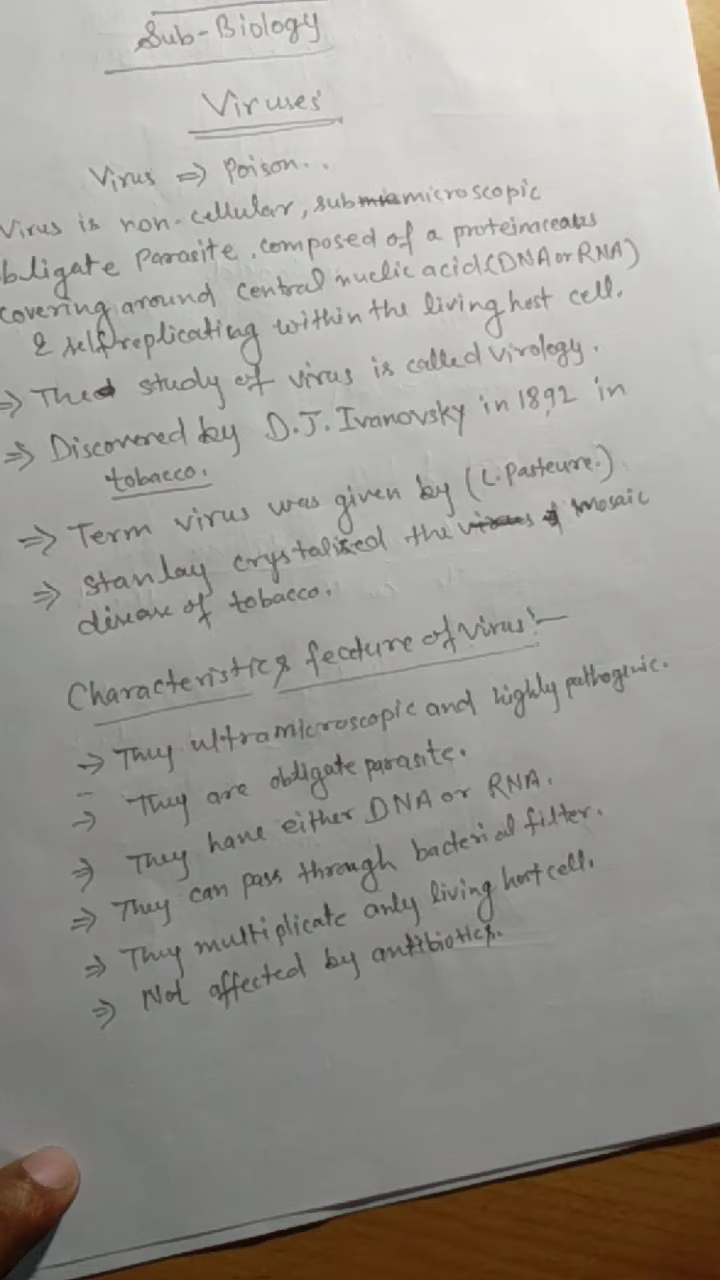 Sub-Biology
Viruses
Virus ⇒ Poison...
Virus is non-cellular, submicroscopic
obligate Parasite, composed of a proteinaceaus
covering around central nuclic acid (DNA or RNA)
& self replicating within the living host cell.
⇒ The study of virus is called virology.
⇒ Discovered by D.J. Ivanovsky in 1892 in
tobacco.
⇒ Term virus was given by (L. Pasteure.)
⇒ Stanlay crystalized the mosaic
disease of tobacco.
Characteristics feature of virus:-
→ They ultramicroscopic and highly pathogenic.
→ They are obligate parasite.
⇒ They have either DNA or RNA.
⇒ They can pass through bacterial filter.
⇒ They multiplicate only living host cell.
⇒ Not affected by antibiotics.